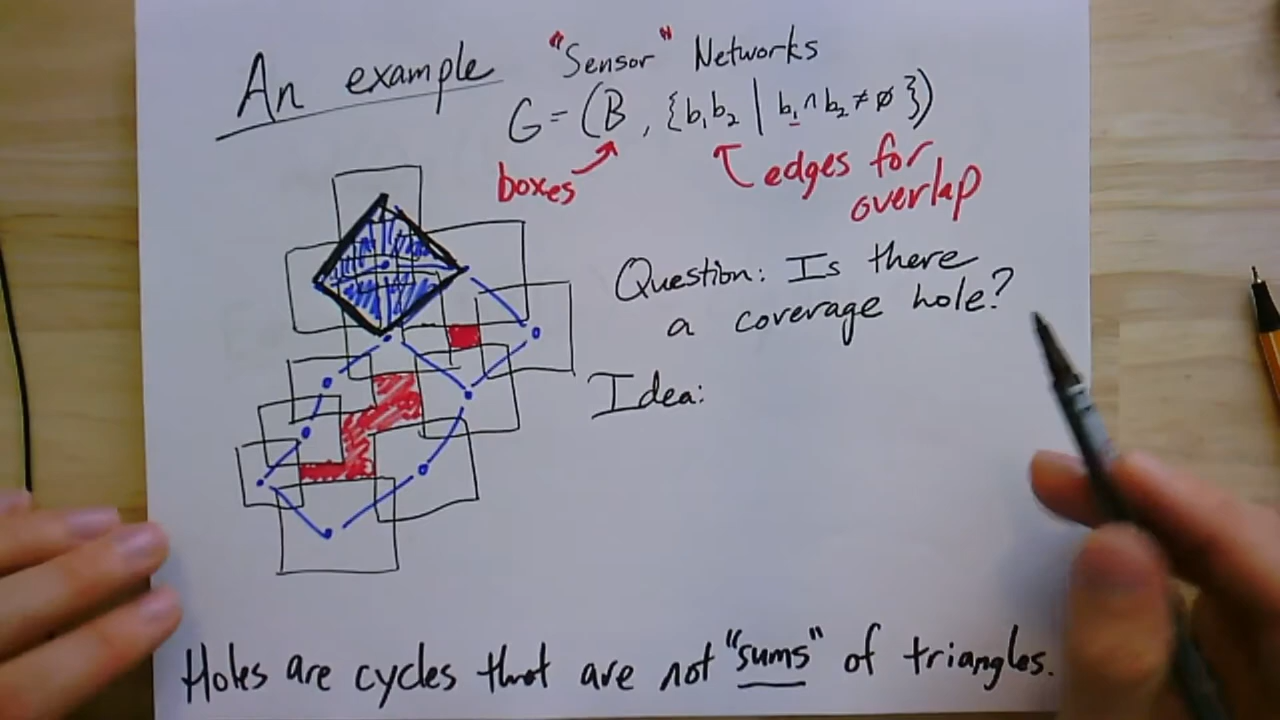 An example "Sensor" Networks
G = (B, {b₁b₂ | b₁ ∩ b₂ ≠ ∅})
boxes edges for
overlap
Question: Is there
a coverage hole?
Idea:
Holes are cycles that are not "sums" of triangles.